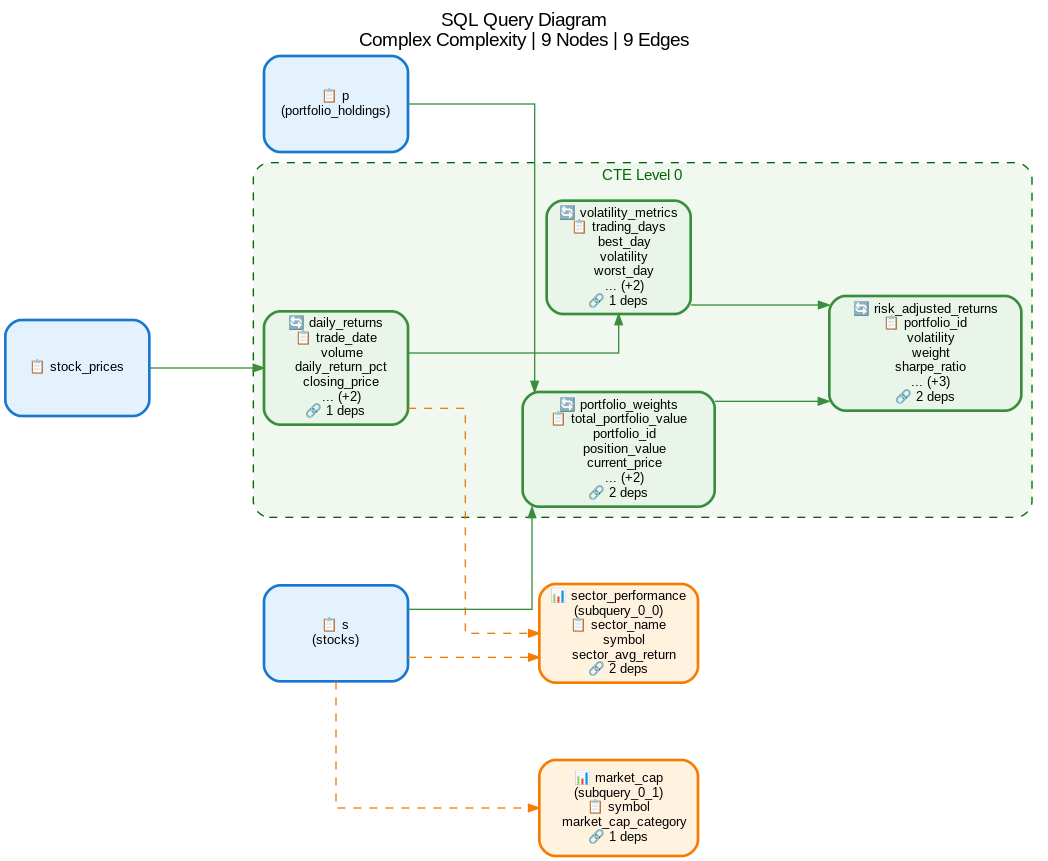 SQL Query Diagram
Complex Complexity | 9 Nodes | 9 Edges
📋 p
(portfolio_holdings)
CTE Level 0
🔄 volatility_metrics
📋 trading_days
best_day
volatility
worst_day
... (+2)
🔗 1 deps
🔄 risk_adjusted_returns
📋 portfolio_id
volatility
weight
sharpe_ratio
... (+3)
🔗 2 deps
🔄 daily_returns
📋 trade_date
volume
daily_return_pct
closing_price
... (+2)
🔗 1 deps
📋 stock_prices
🔄 portfolio_weights
📋 total_portfolio_value
portfolio_id
position_value
current_price
... (+2)
🔗 2 deps
📋 s
(stocks)
📊 sector_performance
(subquery_0_0)
📋 sector_name
symbol
sector_avg_return
🔗 2 deps
📊 market_cap
(subquery_0_1)
📋 symbol
market_cap_category
🔗 1 deps